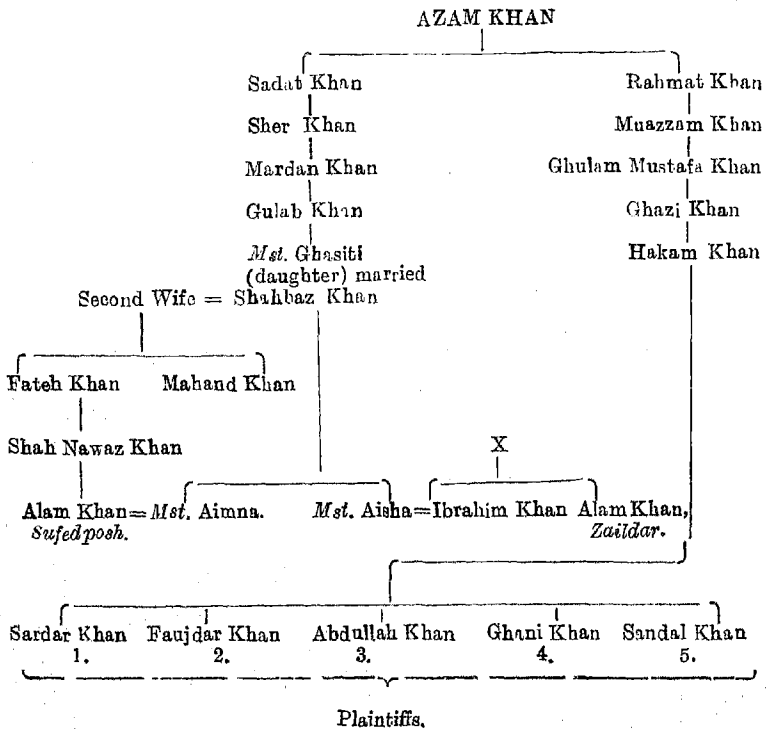 AZAM KHAN
Sadat Khan Rahmat Khan
Sher Khan Muazzam Khan
Mardan Khan Ghulam Mustafa Khan
Gulab Khan Ghazi Khan
Mst. Ghasiti Hakam Khan
(daughter) married
Second Wife = Shahbaz Khan
Fateh Khan Mahand Khan
Shah Nawaz Khan X
Alam Khan=Mst. Aimna. Mst. Aisha=Ibrahim Khan Alam Khan,
Sufedposh. Zaildar.
Sardar Khan Faujdar Khan Abdullah Khan Ghani Khan Sandal Khan
1. 2. 3. 4. 5.
Plaintiffs.